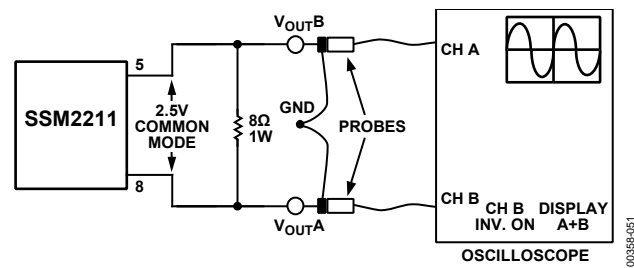 SSM2211
5
8
2.5V
COMMON
MODE
8Ω
1W
VOUTB
VOUTA
GND
PROBES
CH A
CH B
CH B
INV. ON
DISPLAY
A+B
OSCILLOSCOPE
00358-051